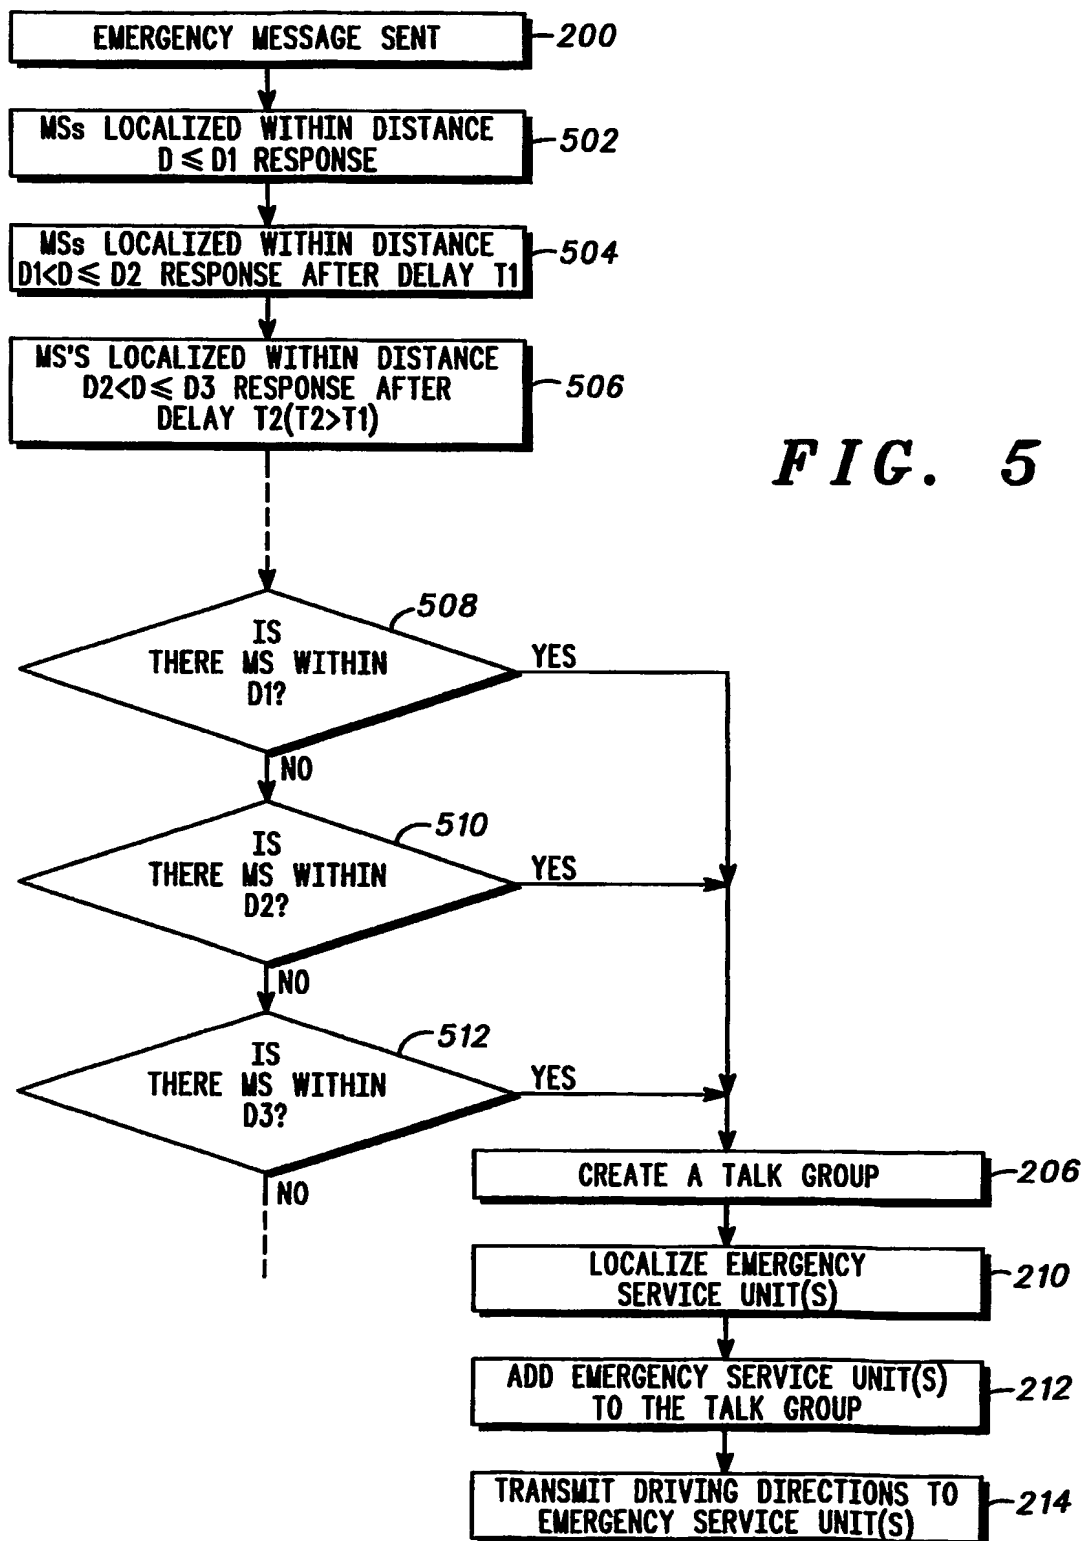 EMERGENCY MESSAGE SENT
200
MSs LOCALIZED WITHIN DISTANCE
D ≤ D1 RESPONSE
502
MSs LOCALIZED WITHIN DISTANCE
D1<D ≤ D2 RESPONSE AFTER DELAY T1
504
MS'S LOCALIZED WITHIN DISTANCE
D2<D ≤ D3 RESPONSE AFTER
DELAY T2(T2>T1)
506
FIG. 5
508
IS
THERE MS WITHIN
D1?
YES
NO
510
IS
THERE MS WITHIN
D2?
YES
NO
512
IS
THERE MS WITHIN
D3?
YES
NO
CREATE A TALK GROUP
206
LOCALIZE EMERGENCY
SERVICE UNIT(S)
210
ADD EMERGENCY SERVICE UNIT(S)
TO THE TALK GROUP
212
TRANSMIT DRIVING DIRECTIONS TO
EMERGENCY SERVICE UNIT(S)
214